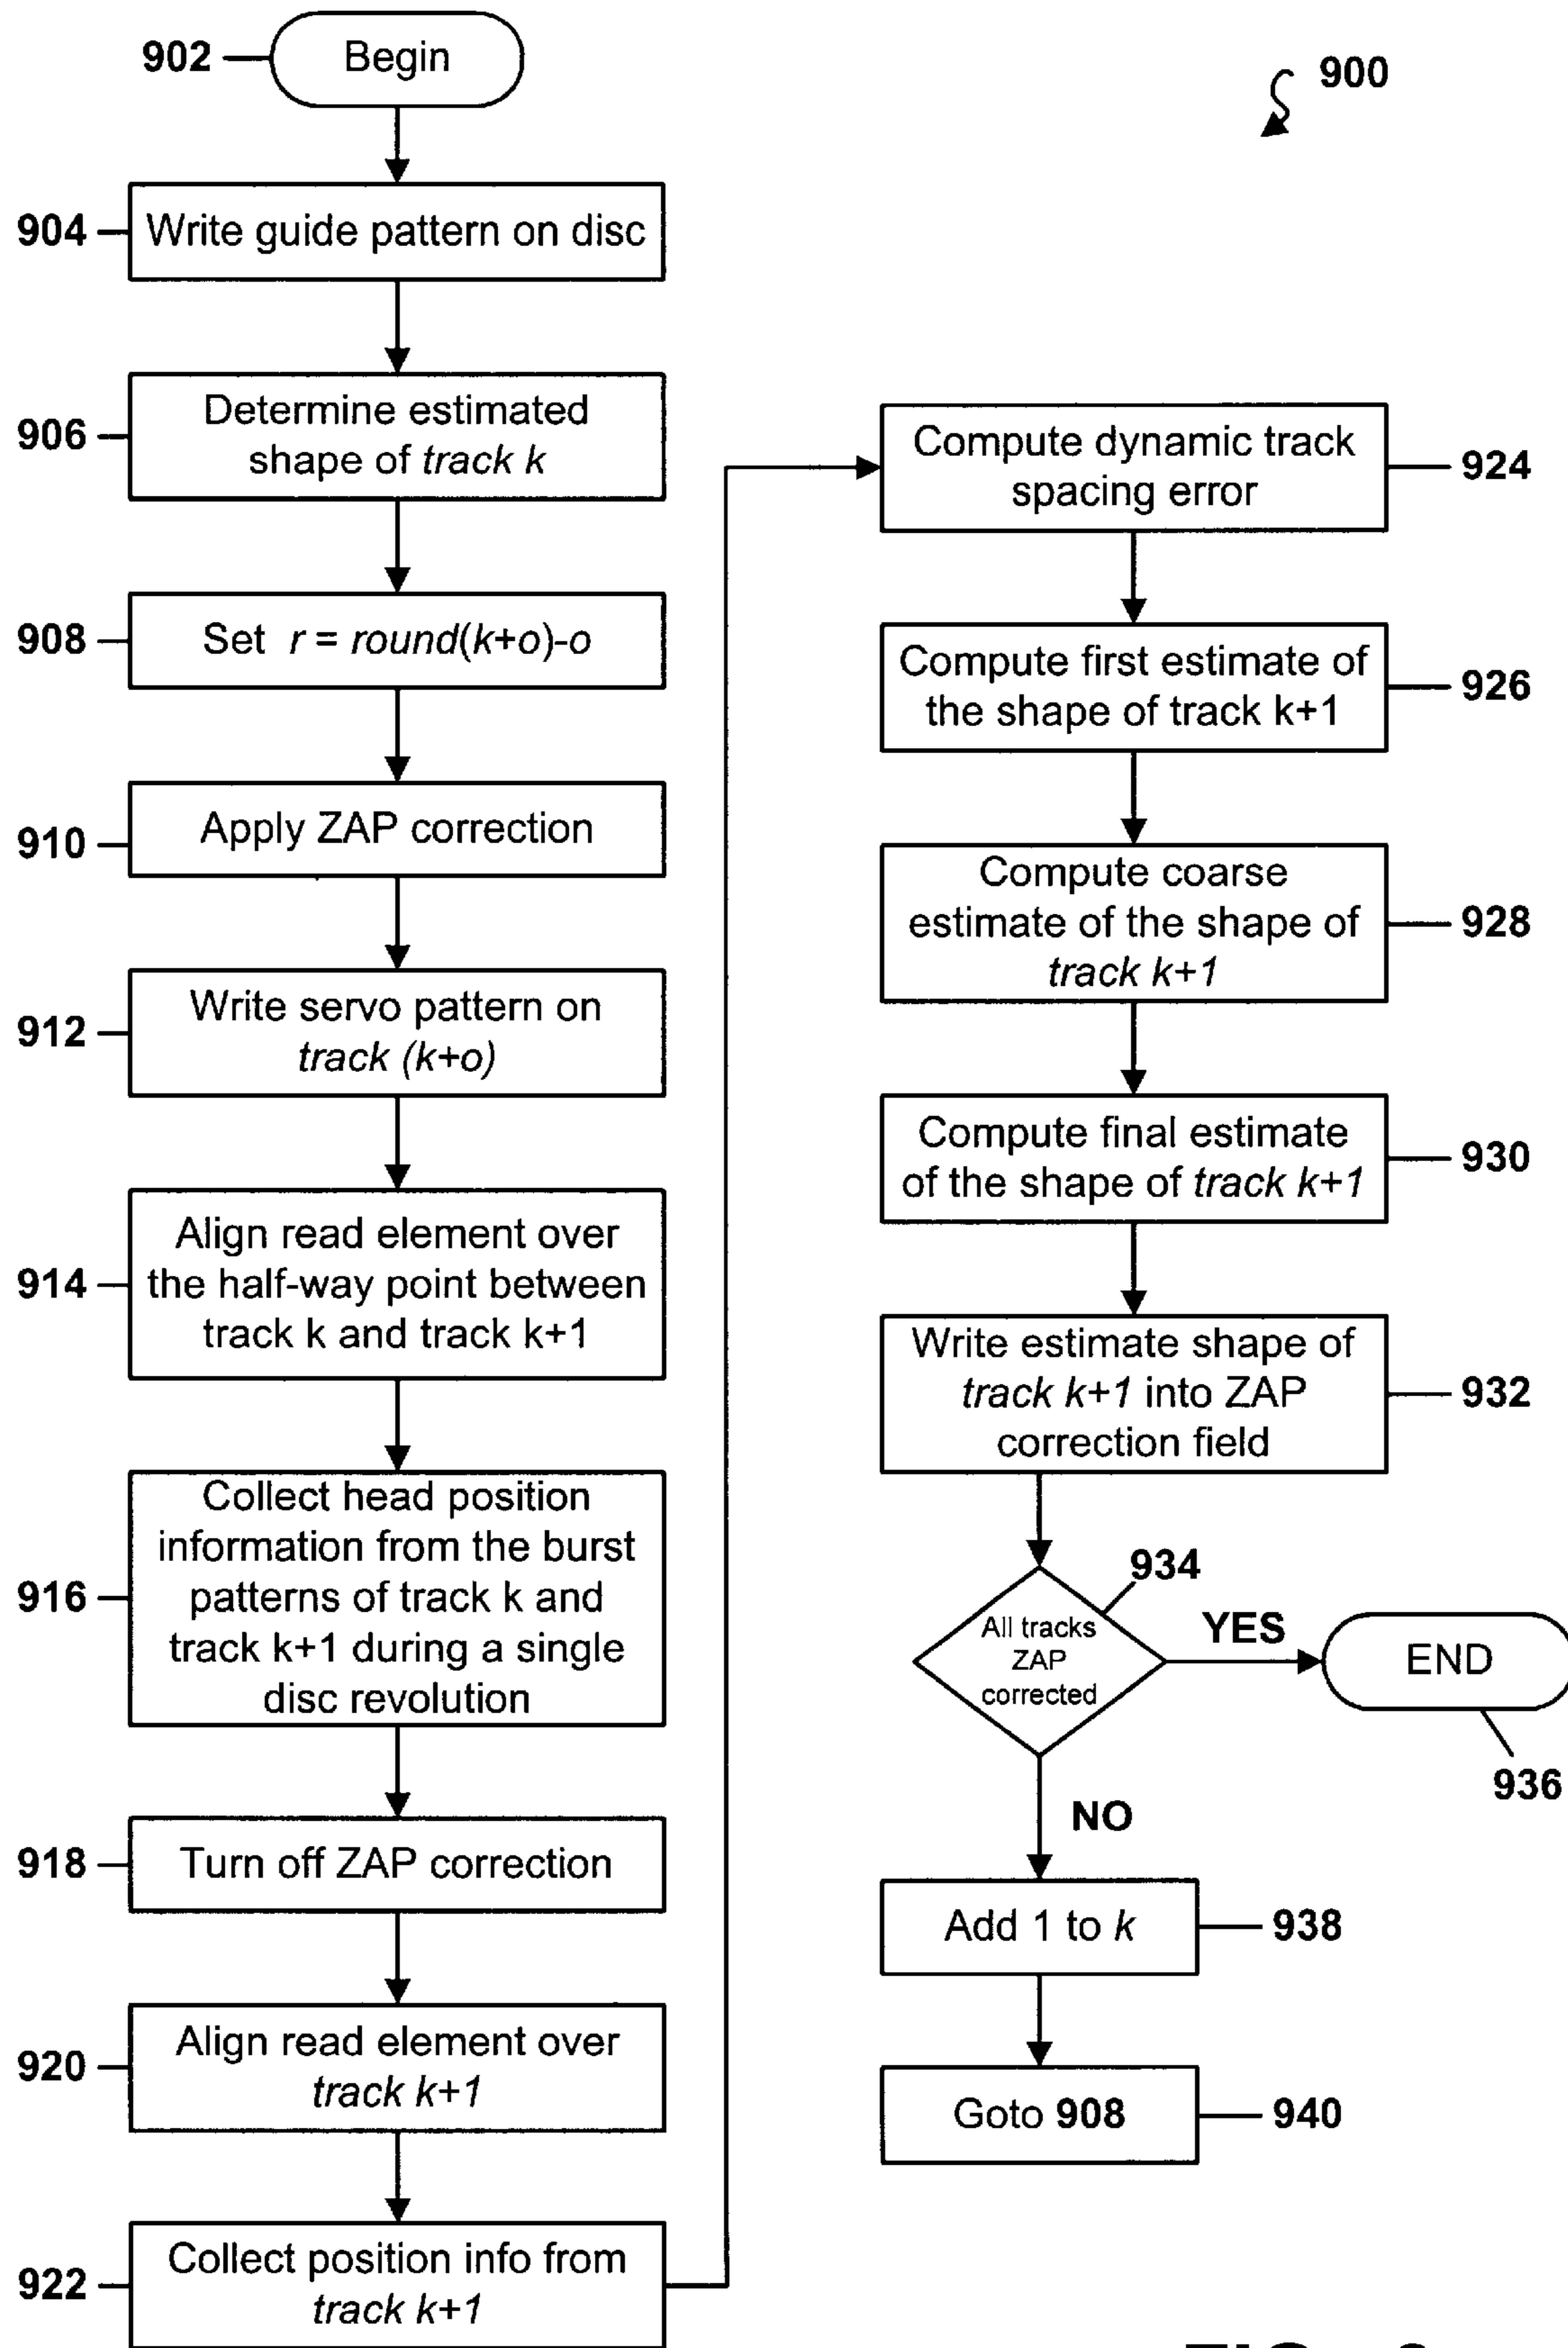 902
Begin
900
904
Write guide pattern on disc
906
Determine estimated
shape of track k
908
Set r = round(k+o)-o
910
Apply ZAP correction
912
Write servo pattern on
track (k+o)
914
Align read element over
the half-way point between
track k and track k+1
916
Collect head position
information from the burst
patterns of track k and
track k+1 during a single
disc revolution
918
Turn off ZAP correction
920
Align read element over
track k+1
922
Collect position info from
track k+1
Compute dynamic track
spacing error
924
Compute first estimate of
the shape of track k+1
926
Compute coarse
estimate of the shape of
track k+1
928
Compute final estimate
of the shape of track k+1
930
Write estimate shape of
track k+1 into ZAP
correction field
932
934
All tracks
ZAP
corrected
YES
END
936
NO
Add 1 to k
938
Goto 908
940